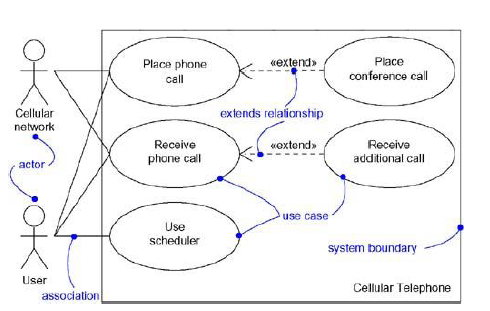 Place phone
call
«extend»
Place
conference call
Cellular
network
extends relationship
actor
Receive
phone call
«extend»
Receive
additional call
use case
Use
scheduler
system boundary
User
association
Cellular Telephone